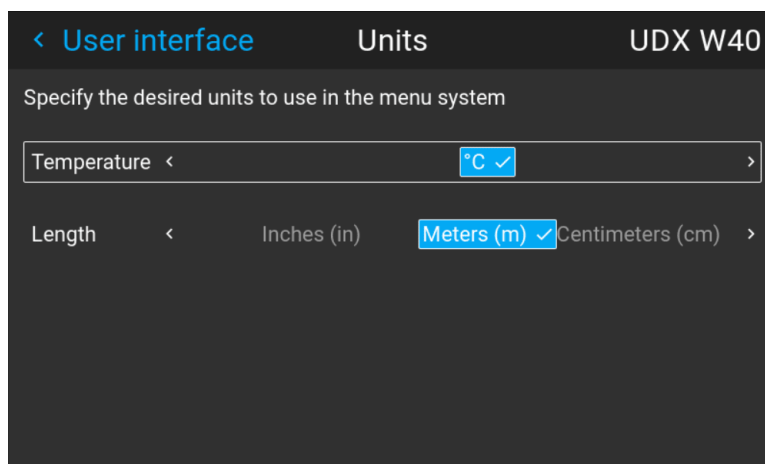 ‹ User interface Units UDX W40
Specify the desired units to use in the menu system
Temperature ‹ °C ✓ ›
Length ‹ Inches (in) Meters (m) ✓ Centimeters (cm) ›